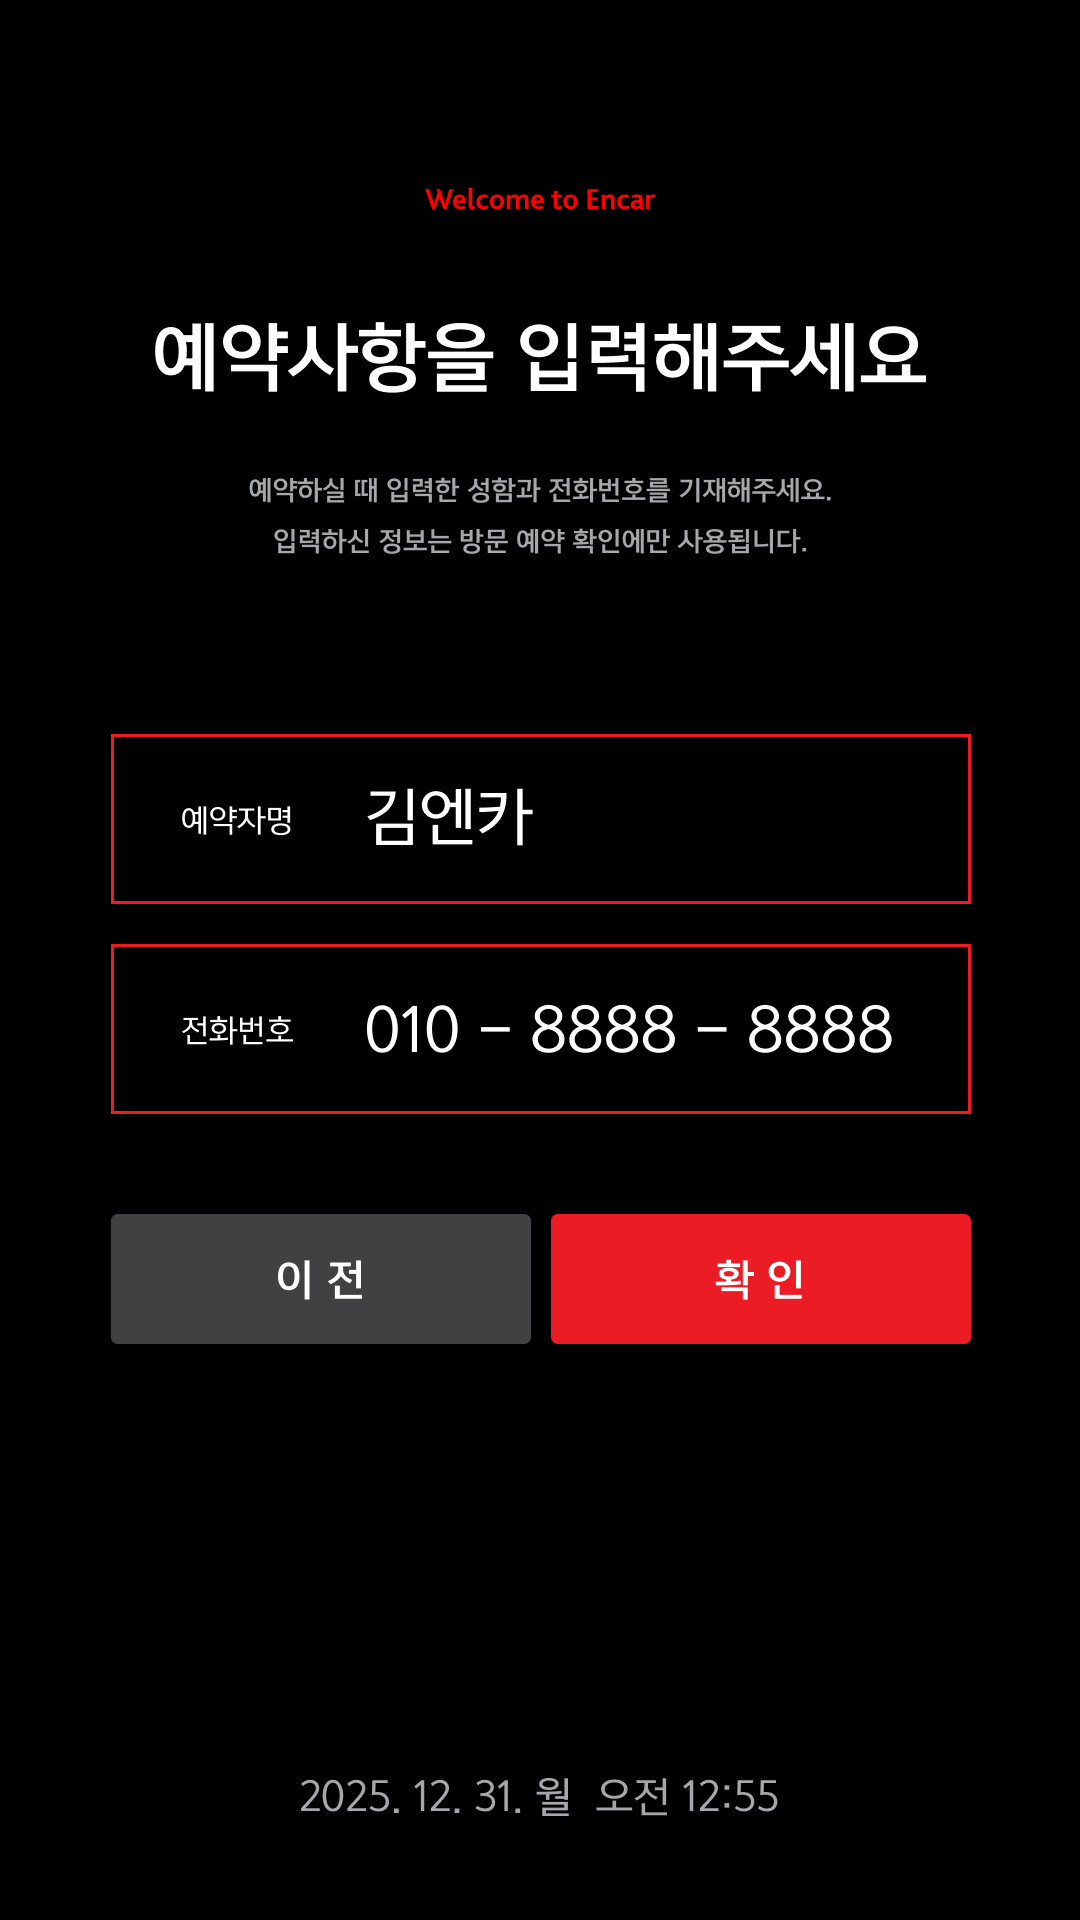 Welcome to Encar
예약사항을 입력해주세요
예약하실 때 입력한 성함과 전화번호를 기재해주세요.
입력하신 정보는 방문 예약 확인에만 사용됩니다.
예약자명 김엔카
전화번호 010 - 8888 - 8888
이 전 확 인
2025. 12. 31. 월 오전 12:55